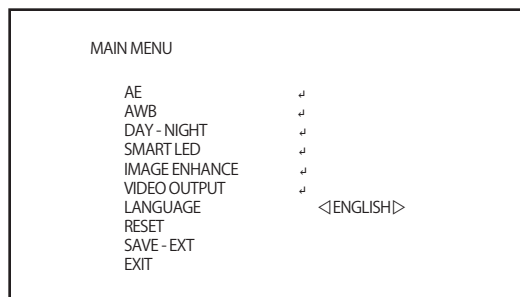 MAIN MENU
AE ↵
AWB ↵
DAY - NIGHT ↵
SMART LED ↵
IMAGE ENHANCE ↵
VIDEO OUTPUT ↵
LANGUAGE ◁ENGLISH▷
RESET
SAVE - EXT
EXIT